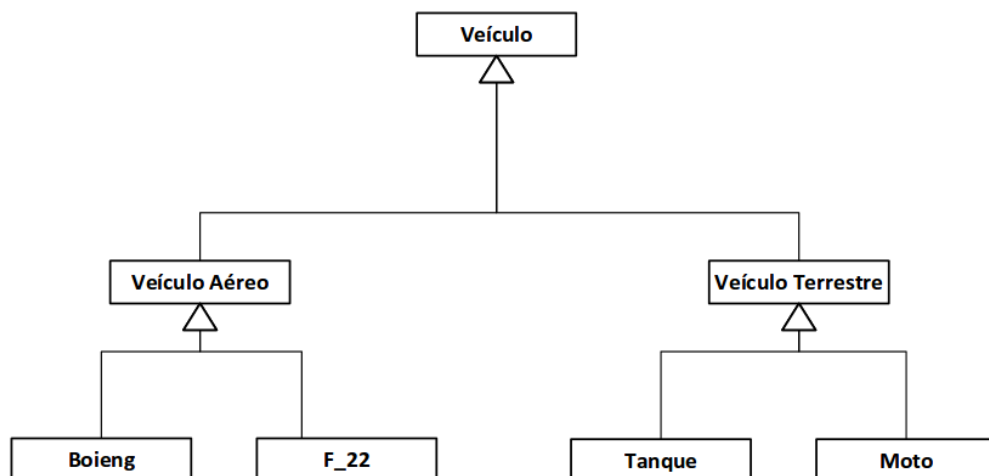 Veículo
Veículo Aéreo
Veículo Terrestre
Boieng
F_22
Tanque
Moto